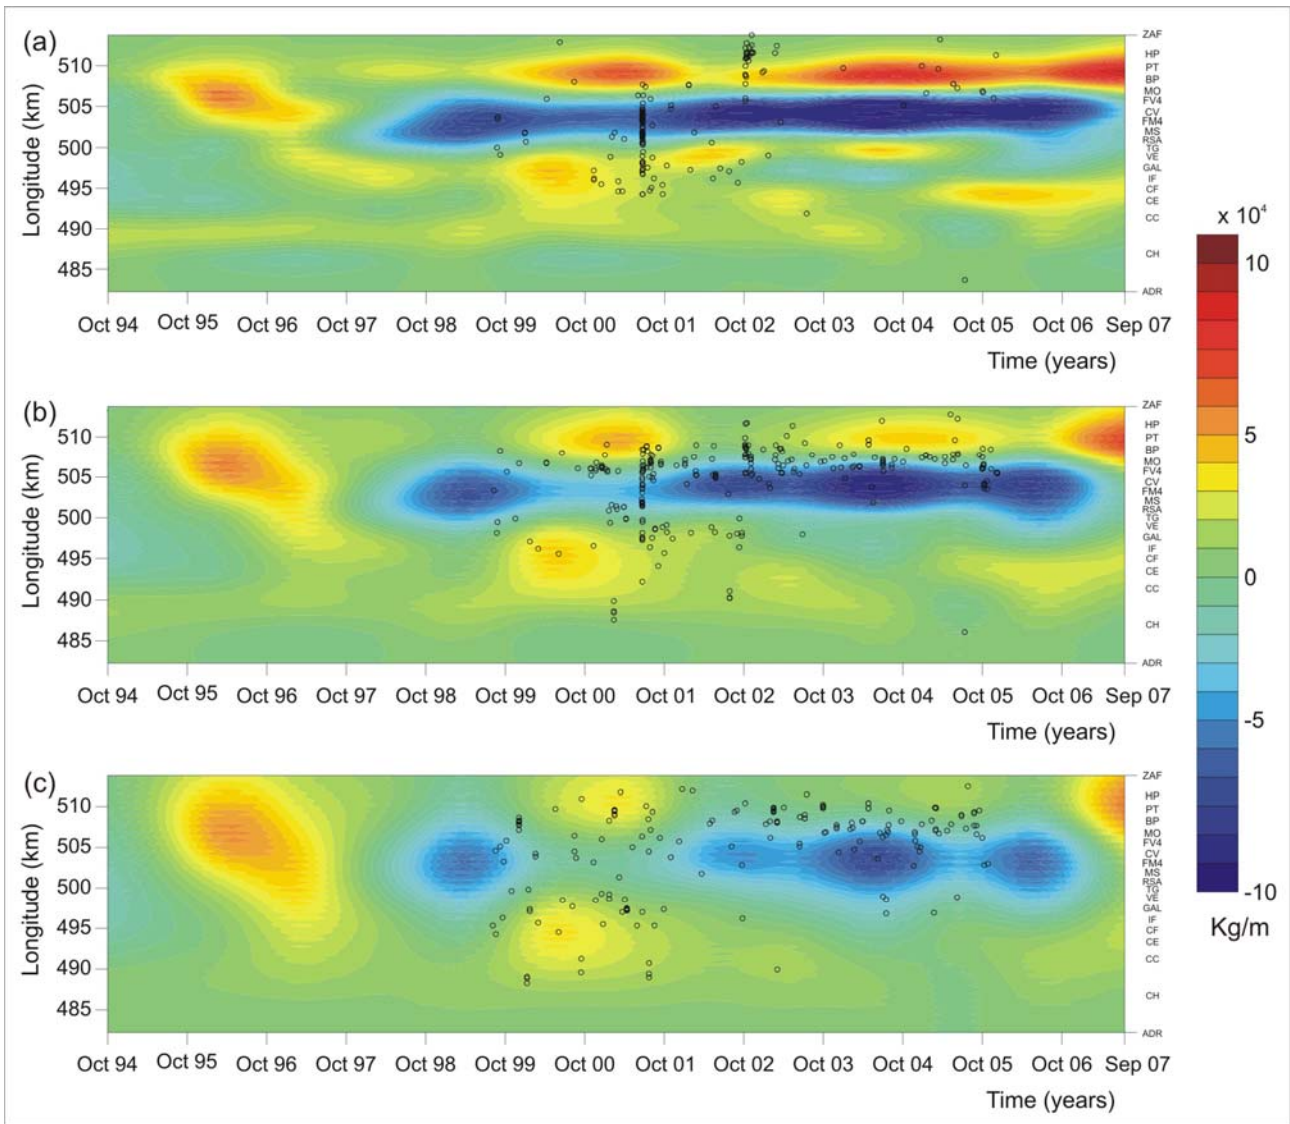 (a)
510
505
500
495
490
485
Longitude (km)
ZAF
HP
PT
BP
MO
FV4
CV
FM4
MS
RSA
TG
VE
GAL
IF
CF
CE
CC
CH
ADR
Oct 94 Oct 95 Oct 96 Oct 97 Oct 98 Oct 99 Oct 00 Oct 01 Oct 02 Oct 03 Oct 04 Oct 05 Oct 06 Sep 07
Time (years)
(b)
510
505
500
495
490
485
Longitude (km)
ZAF
HP
PT
BP
MO
FV4
CV
FM4
MS
RSA
TG
VE
GAL
IF
CF
CE
CC
CH
ADR
Oct 94 Oct 95 Oct 96 Oct 97 Oct 98 Oct 99 Oct 00 Oct 01 Oct 02 Oct 03 Oct 04 Oct 05 Oct 06 Sep 07
Time (years)
(c)
510
505
500
495
490
485
Longitude (km)
ZAF
HP
PT
BP
MO
FV4
CV
FM4
MS
RSA
TG
VE
GAL
IF
CF
CE
CC
CH
ADR
Oct 94 Oct 95 Oct 96 Oct 97 Oct 98 Oct 99 Oct 00 Oct 01 Oct 02 Oct 03 Oct 04 Oct 05 Oct 06 Sep 07
Time (years)
x 10⁴
10
5
0
-5
-10
Kg/m